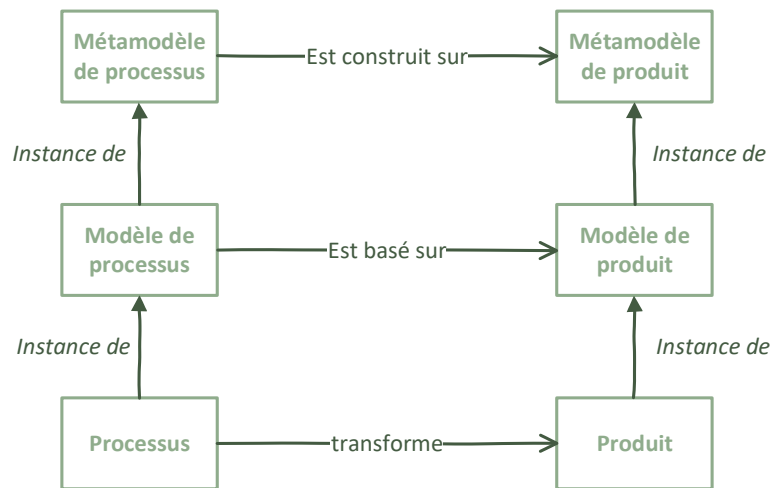 Métamodèle
de processus
Est construit sur
Métamodèle
de produit
Instance de
Instance de
Modèle de
processus
Est basé sur
Modèle de
produit
Instance de
Instance de
Processus
transforme
Produit